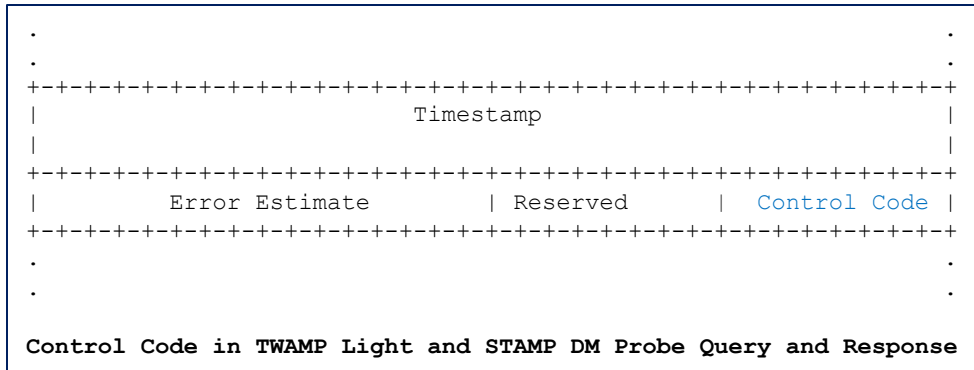 .                                                               .
.                                                               .
+-+-+-+-+-+-+-+-+-+-+-+-+-+-+-+-+-+-+-+-+-+-+-+-+-+-+-+-+-+-+-+-+
|                          Timestamp                            |
|                                                               |
+-+-+-+-+-+-+-+-+-+-+-+-+-+-+-+-+-+-+-+-+-+-+-+-+-+-+-+-+-+-+-+-+
|         Error Estimate        | Reserved      |  Control Code |
+-+-+-+-+-+-+-+-+-+-+-+-+-+-+-+-+-+-+-+-+-+-+-+-+-+-+-+-+-+-+-+-+
.                                                               .
.                                                               .
Control Code in TWAMP Light and STAMP DM Probe Query and Response